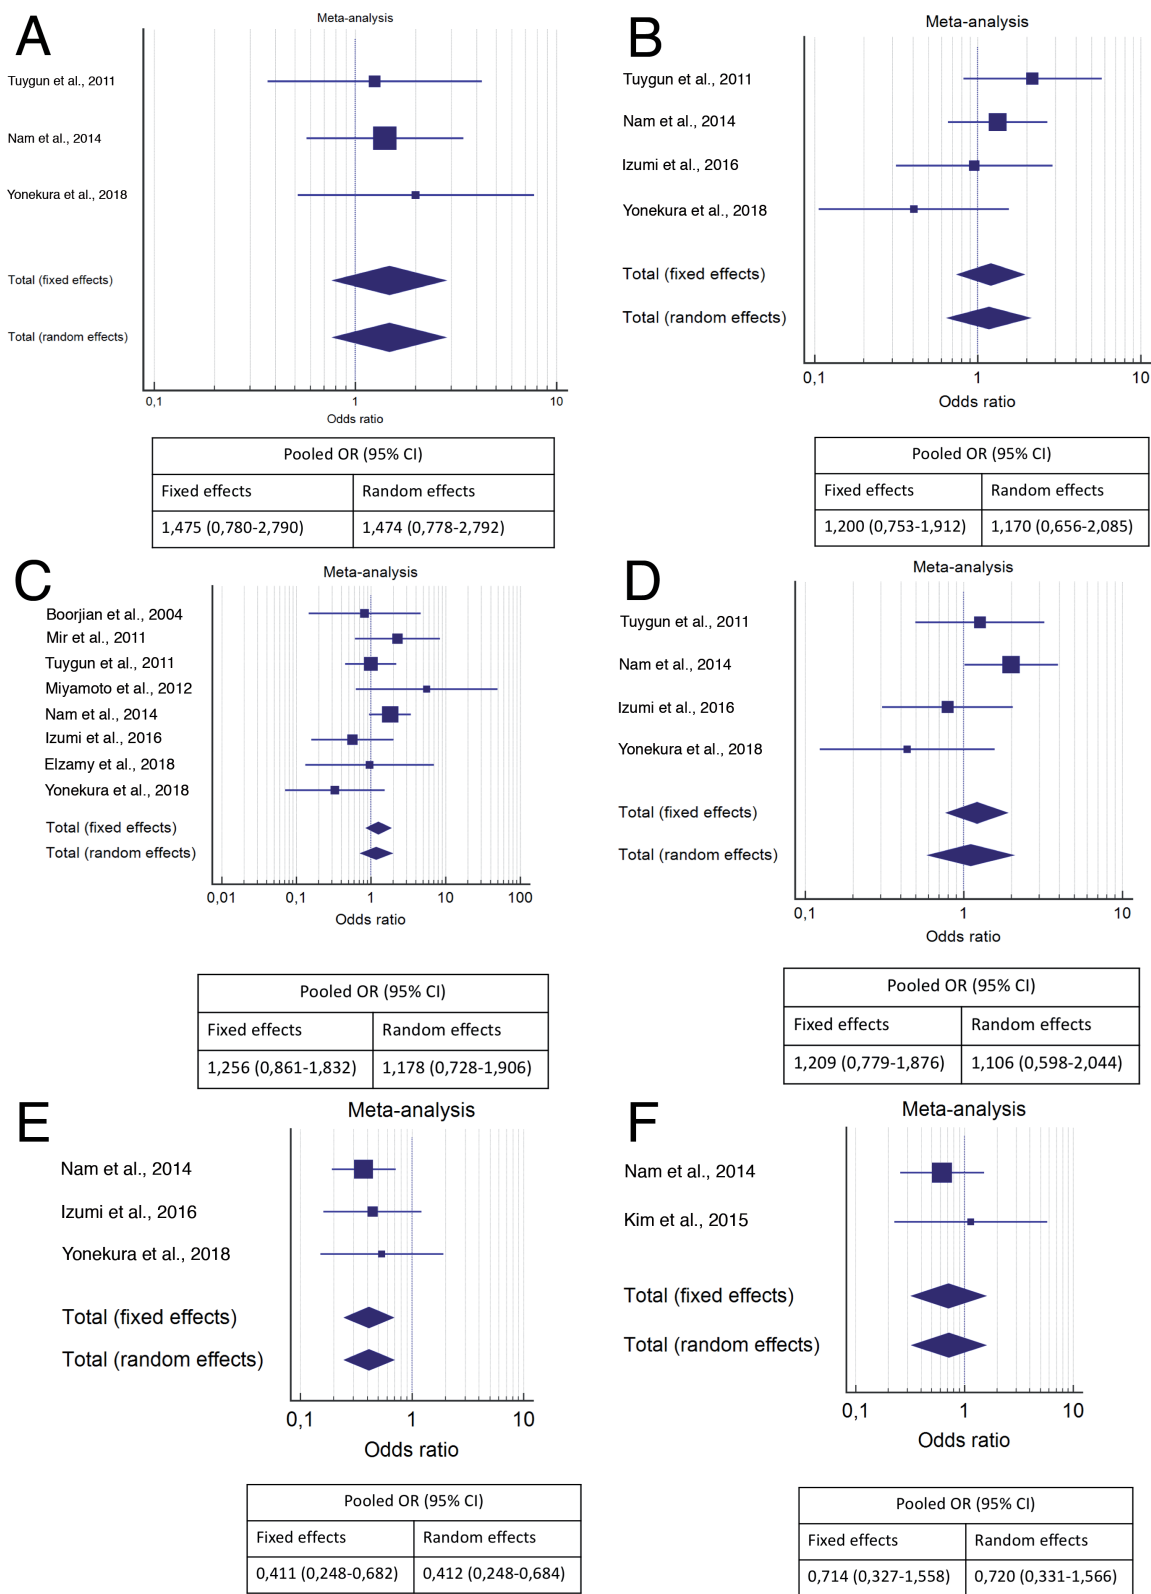 A
Meta-analysis
Tuygun et al., 2011
Nam et al., 2014
Yonekura et al., 2018
Total (fixed effects)
Total (random effects)
0,1 1 10
Odds ratio
Pooled OR (95% CI)
Fixed effects Random effects
1,475 (0,780-2,790) 1,474 (0,778-2,792)
B
Meta-analysis
Tuygun et al., 2011
Nam et al., 2014
Izumi et al., 2016
Yonekura et al., 2018
Total (fixed effects)
Total (random effects)
0,1 1 10
Odds ratio
Pooled OR (95% CI)
Fixed effects Random effects
1,200 (0,753-1,912) 1,170 (0,656-2,085)
C
Meta-analysis
Boorjian et al., 2004
Mir et al., 2011
Tuygun et al., 2011
Miyamoto et al., 2012
Nam et al., 2014
Izumi et al., 2016
Elzamy et al., 2018
Yonekura et al., 2018
Total (fixed effects)
Total (random effects)
0,01 0,1 1 10 100
Odds ratio
Pooled OR (95% CI)
Fixed effects Random effects
1,256 (0,861-1,832) 1,178 (0,728-1,906)
D
Meta-analysis
Tuygun et al., 2011
Nam et al., 2014
Izumi et al., 2016
Yonekura et al., 2018
Total (fixed effects)
Total (random effects)
0,1 1 10
Odds ratio
Pooled OR (95% CI)
Fixed effects Random effects
1,209 (0,779-1,876) 1,106 (0,598-2,044)
E
Meta-analysis
Nam et al., 2014
Izumi et al., 2016
Yonekura et al., 2018
Total (fixed effects)
Total (random effects)
0,1 1 10
Odds ratio
Pooled OR (95% CI)
Fixed effects Random effects
0,411 (0,248-0,682) 0,412 (0,248-0,684)
F
Meta-analysis
Nam et al., 2014
Kim et al., 2015
Total (fixed effects)
Total (random effects)
0,1 1 10
Odds ratio
Pooled OR (95% CI)
Fixed effects Random effects
0,714 (0,327-1,558) 0,720 (0,331-1,566)